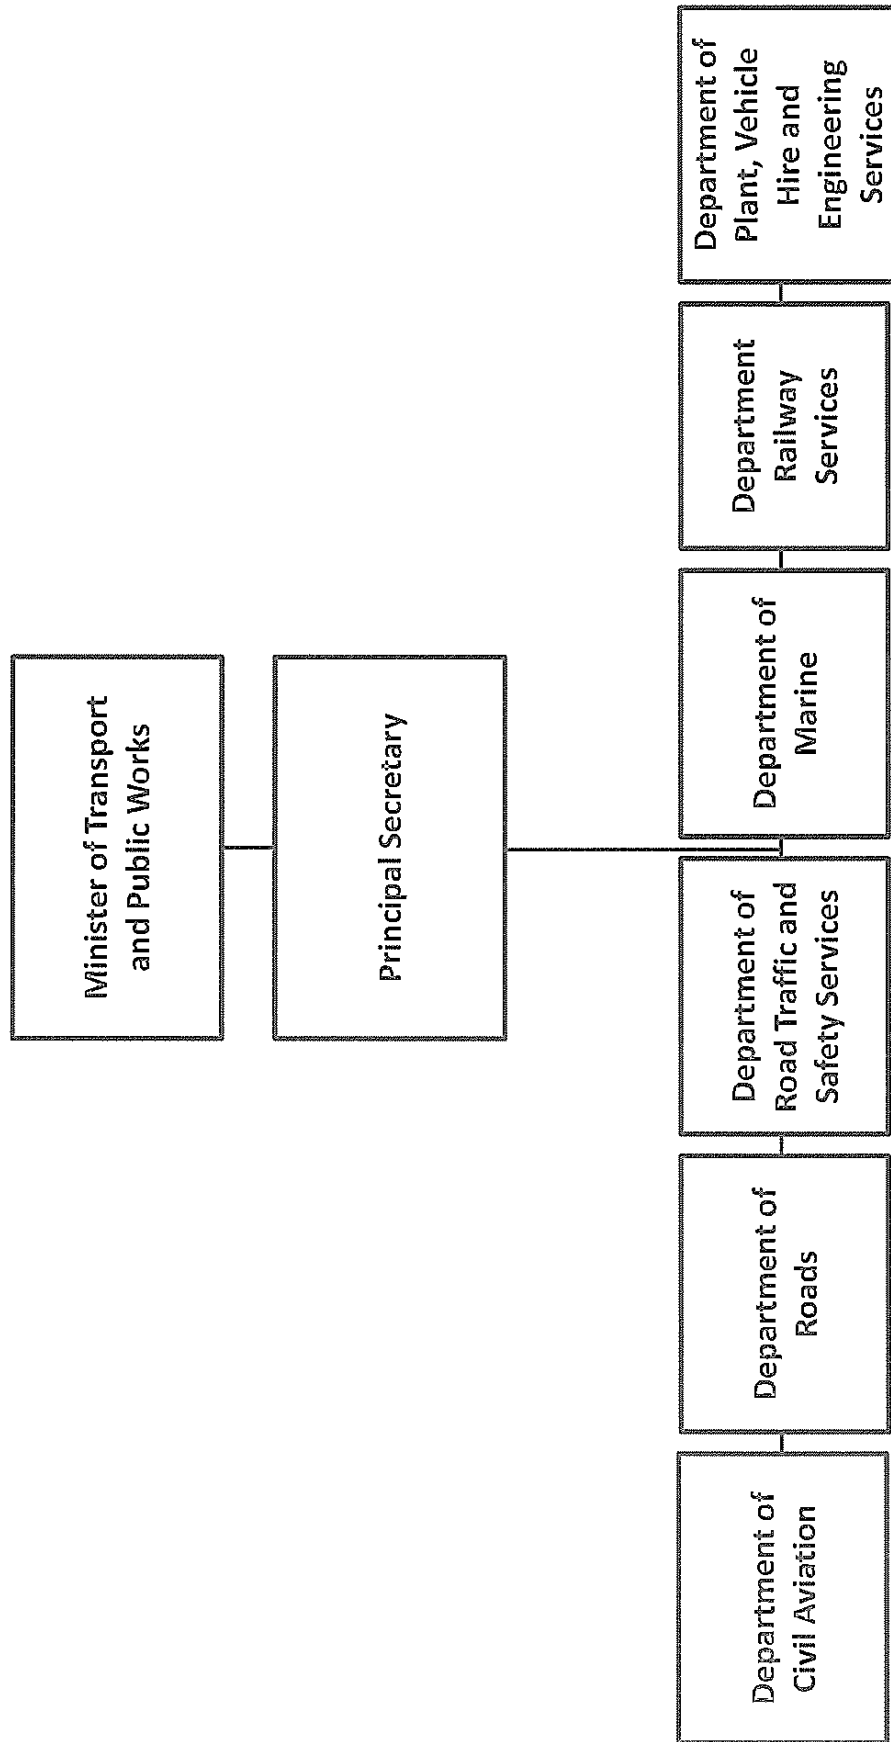 Minister of Transport
and Public Works
Principal Secretary
Department of
Civil Aviation
Department of
Roads
Department of
Road Traffic and
Safety Services
Department of
Marine
Department
Railway
Services
Department of
Plant, Vehicle
Hire and
Engineering
Services